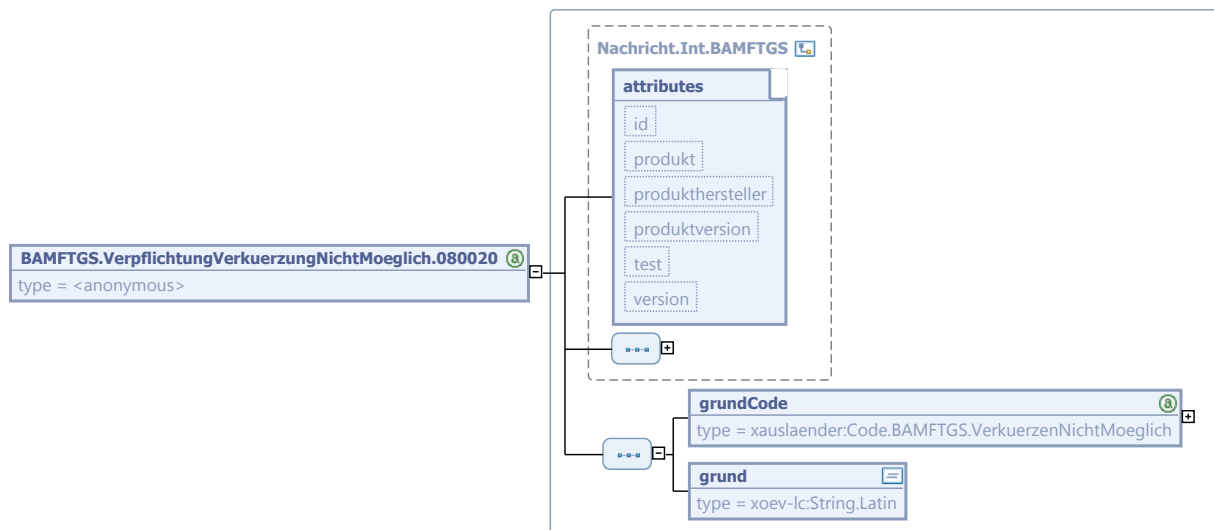 Nachricht.Int.BAMFTGS
attributes
id
produkt
produkthersteller
produktversion
test
version
BAMFTGS.VerpflichtungVerkuerzungNichtMoeglich.080020
type = <anonymous>
grundCode
type = xauslaender:Code.BAMFTGS.VerkuerzenNichtMoeglich
grund
type = xoev-lc:String.Latin